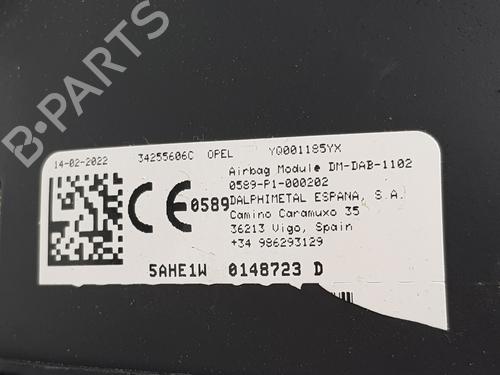 14-02-2022 34255606C OPEL YQ001185YX
Airbag Module DM-DAB-1102
0589-P1-000202
CE 0589 DALPHIMETAL ESPANA, S.A.
Camino Caramuxo 35
36213 Vigo, Spain
+34 986293129
5AHE1W 0148723 D
B-PARTS